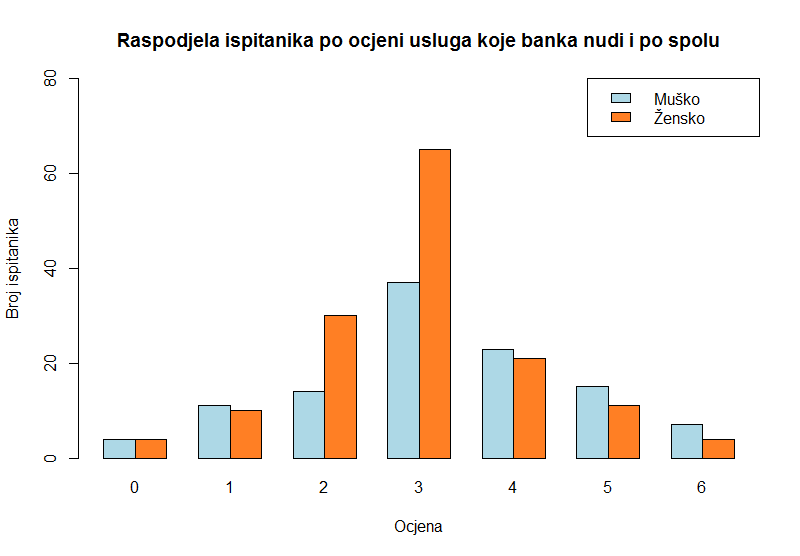 Raspodjela ispitanika po ocjeni usluga koje banka nudi i po spolu
Muško
Žensko
Broj ispitanika
80
60
40
20
0
0 1 2 3 4 5 6
Ocjena